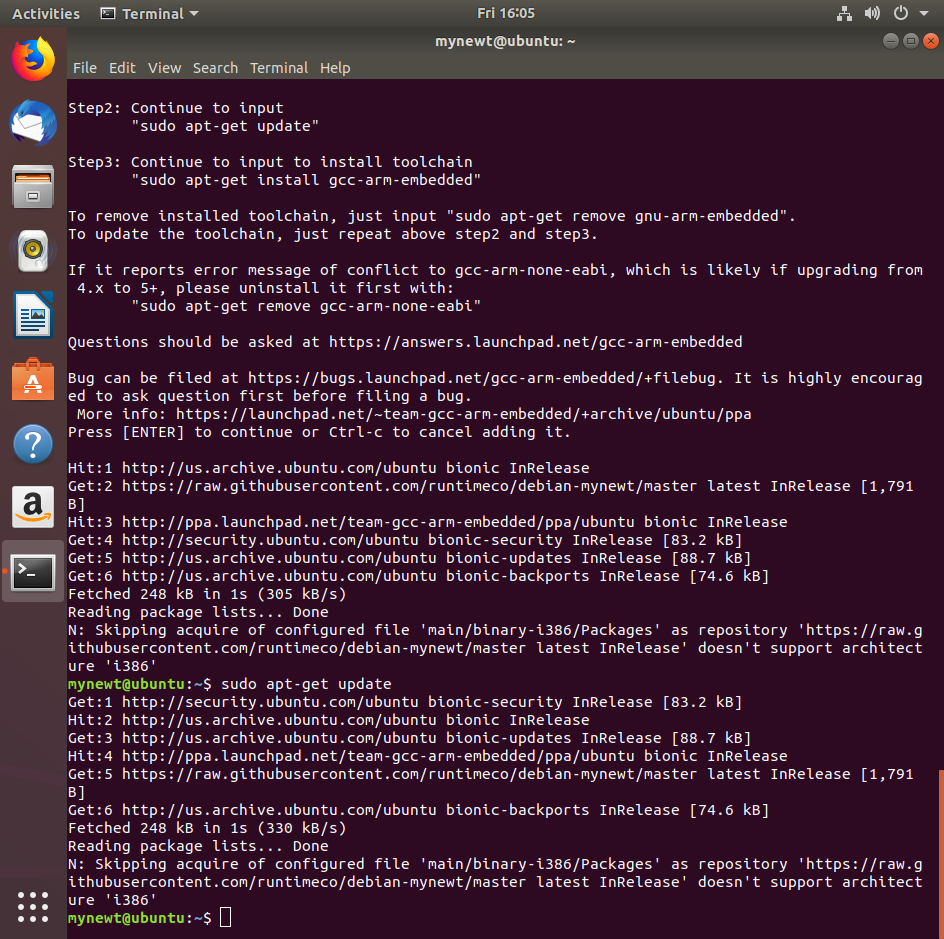 Activities Terminal Fri 16:05
mynewt@ubuntu: ~
File Edit View Search Terminal Help
Step2: Continue to input
"sudo apt-get update"
Step3: Continue to input to install toolchain
"sudo apt-get install gcc-arm-embedded"
To remove installed toolchain, just input "sudo apt-get remove gnu-arm-embedded".
To update the toolchain, just repeat above step2 and step3.
If it reports error message of conflict to gcc-arm-none-eabi, which is likely if upgrading from
4.x to 5+, please uninstall it first with:
"sudo apt-get remove gcc-arm-none-eabi"
Questions should be asked at https://answers.launchpad.net/gcc-arm-embedded
Bug can be filed at https://bugs.launchpad.net/gcc-arm-embedded/+filebug. It is highly encourag
ed to ask question first before filing a bug.
More info: https://launchpad.net/~team-gcc-arm-embedded/+archive/ubuntu/ppa
Press [ENTER] to continue or Ctrl-c to cancel adding it.
Hit:1 http://us.archive.ubuntu.com/ubuntu bionic InRelease
Get:2 https://raw.githubusercontent.com/runtimeco/debian-mynewt/master latest InRelease [1,791
B]
Hit:3 http://ppa.launchpad.net/team-gcc-arm-embedded/ppa/ubuntu bionic InRelease
Get:4 http://security.ubuntu.com/ubuntu bionic-security InRelease [83.2 kB]
Get:5 http://us.archive.ubuntu.com/ubuntu bionic-updates InRelease [88.7 kB]
Get:6 http://us.archive.ubuntu.com/ubuntu bionic-backports InRelease [74.6 kB]
Fetched 248 kB in 1s (305 kB/s)
Reading package lists... Done
N: Skipping acquire of configured file 'main/binary-i386/Packages' as repository 'https://raw.g
ithubusercontent.com/runtimeco/debian-mynewt/master latest InRelease' doesn't support architect
ure 'i386'
mynewt@ubuntu:~$ sudo apt-get update
Get:1 http://security.ubuntu.com/ubuntu bionic-security InRelease [83.2 kB]
Hit:2 http://us.archive.ubuntu.com/ubuntu bionic InRelease
Get:3 http://us.archive.ubuntu.com/ubuntu bionic-updates InRelease [88.7 kB]
Hit:4 http://ppa.launchpad.net/team-gcc-arm-embedded/ppa/ubuntu bionic InRelease
Get:5 https://raw.githubusercontent.com/runtimeco/debian-mynewt/master latest InRelease [1,791
B]
Get:6 http://us.archive.ubuntu.com/ubuntu bionic-backports InRelease [74.6 kB]
Fetched 248 kB in 1s (330 kB/s)
Reading package lists... Done
N: Skipping acquire of configured file 'main/binary-i386/Packages' as repository 'https://raw.g
ithubusercontent.com/runtimeco/debian-mynewt/master latest InRelease' doesn't support architect
ure 'i386'
mynewt@ubuntu:~$